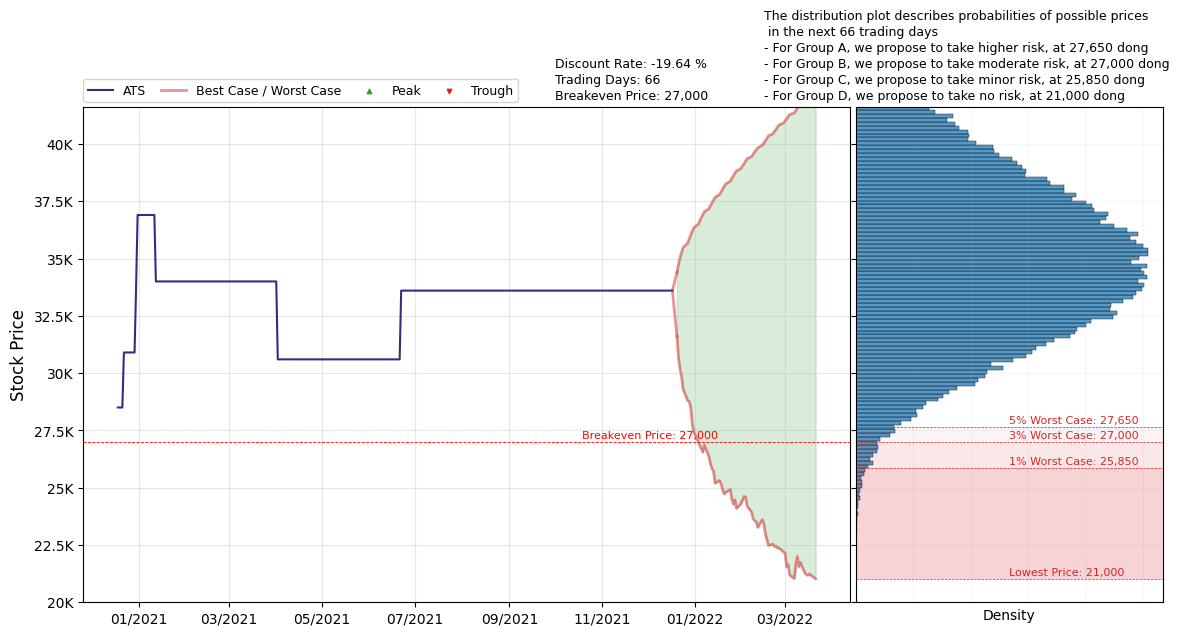 The distribution plot describes probabilities of possible prices
in the next 66 trading days
- For Group A, we propose to take higher risk, at 27,650 dong
- For Group B, we propose to take moderate risk, at 27,000 dong
- For Group C, we propose to take minor risk, at 25,850 dong
- For Group D, we propose to take no risk, at 21,000 dong
Discount Rate: -19.64 %
Trading Days: 66
Breakeven Price: 27,000
ATS
Best Case / Worst Case
Peak
Trough
Stock Price
40K
37.5K
35K
32.5K
30K
27.5K
25K
22.5K
20K
Breakeven Price: 27,000
5% Worst Case: 27,650
3% Worst Case: 27,000
1% Worst Case: 25,850
Lowest Price: 21,000
01/2021
03/2021
05/2021
07/2021
09/2021
11/2021
01/2022
03/2022
Density